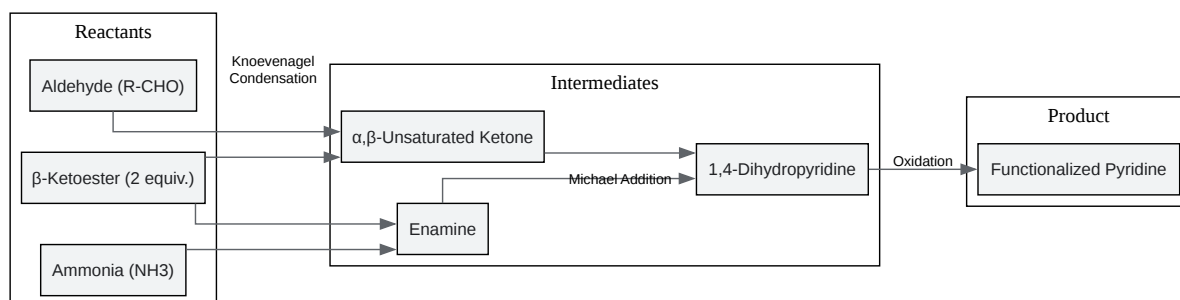 Reactants
Aldehyde (R-CHO)
β-Ketoester (2 equiv.)
Ammonia (NH3)
Knoevenagel
Condensation
Intermediates
α,β-Unsaturated Ketone
Enamine
Michael Addition
1,4-Dihydropyridine
Oxidation
Product
Functionalized Pyridine